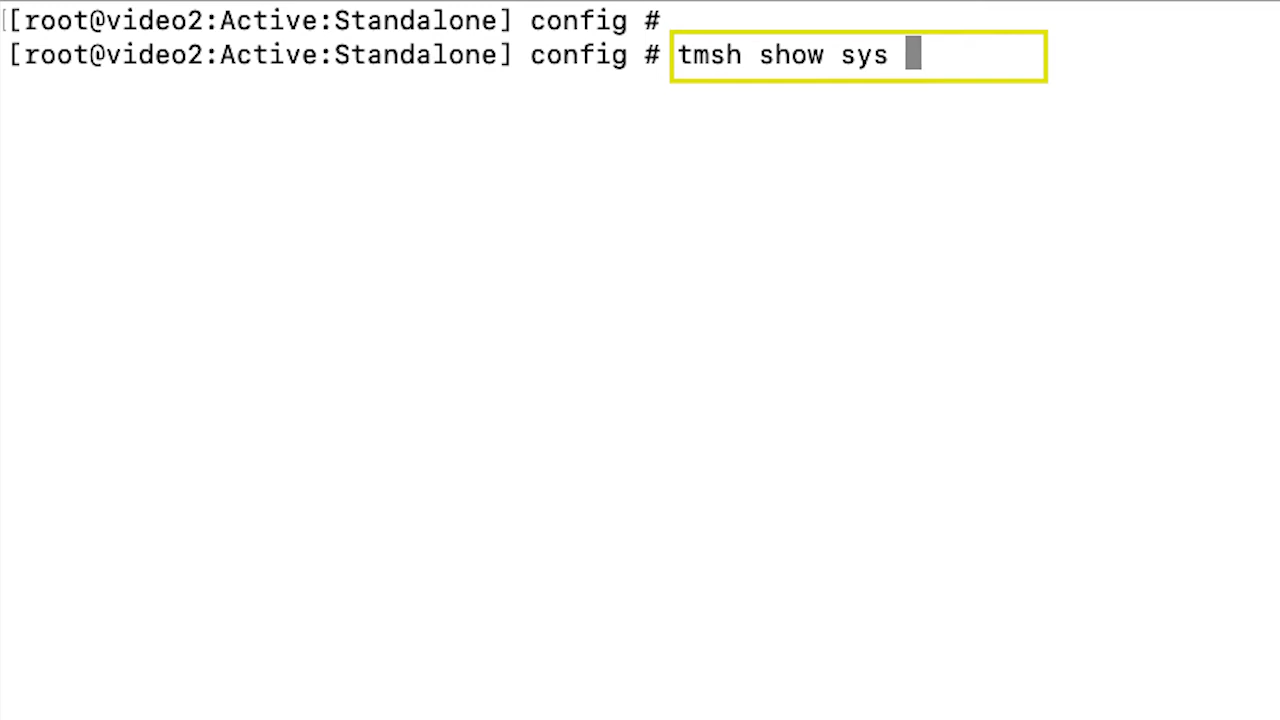 [root@video2:Active:Standalone] config #
[root@video2:Active:Standalone] config # tmsh show sys